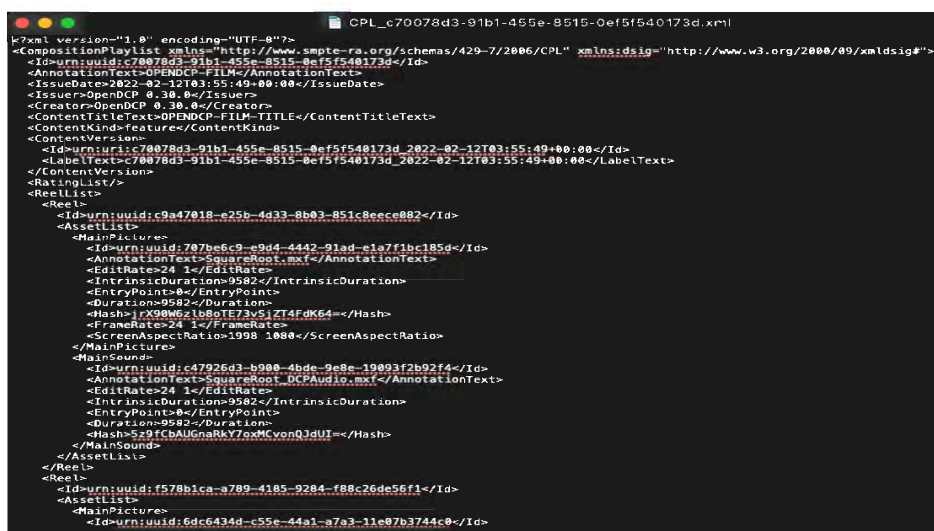 CPL_c70078d3-91b1-455e-8515-0ef5f540173d.xml
<?xml version="1.0" encoding="UTF-8"?>
<CompositionPlaylist xmlns="http://www.smpte-ra.org/schemas/429-7/2006/CPL" xmlns:dsig="http://www.w3.org/2000/09/xmldsig#">
<Id>urn:uuid:c70078d3-91b1-455e-8515-0ef5f540173d</Id>
<AnnotationText>OPENDCP-FILM</AnnotationText>
<IssueDate>2022-02-12T03:55:49+00:00</IssueDate>
<Issuer>OpenDCP 0.30.0</Issuer>
<Creator>OpenDCP 0.30.0</Creator>
<ContentTitleText>OPENDCP-FILM-TITLE</ContentTitleText>
<ContentKind>feature</ContentKind>
<ContentVersion>
<Id>urn:uri:c70078d3-91b1-455e-8515-0ef5f540173d_2022-02-12T03:55:49+00:00</Id>
<LabelText>c70078d3-91b1-455e-8515-0ef5f540173d_2022-02-12T03:55:49+00:00</LabelText>
</ContentVersion>
<RatingList/>
<ReelList>
<Reel>
<Id>urn:uuid:c9a47018-e25b-4d33-8b03-851c8eece082</Id>
<AssetList>
<MainPicture>
<Id>urn:uuid:707be6c9-e9d4-4442-91ad-e1a7f1bc185d</Id>
<AnnotationText>SquareRoot.mxf</AnnotationText>
<EditRate>24 1</EditRate>
<IntrinsicDuration>9582</IntrinsicDuration>
<EntryPoint>0</EntryPoint>
<Duration>9582</Duration>
<Hash>jrX90W6zlb8oTE73vSjZT4FdK64=</Hash>
<FrameRate>24 1</FrameRate>
<ScreenAspectRatio>1998 1080</ScreenAspectRatio>
</MainPicture>
<MainSound>
<Id>urn:uuid:c47926d3-b900-4bde-9e8e-19093f2b92f4</Id>
<AnnotationText>SquareRoot_DCPAudio.mxf</AnnotationText>
<EditRate>24 1</EditRate>
<IntrinsicDuration>9582</IntrinsicDuration>
<EntryPoint>0</EntryPoint>
<Duration>9582</Duration>
<Hash>5z9fCbAUGnaRkY7oxMCvonQJdUI=</Hash>
</MainSound>
</AssetList>
</Reel>
<Reel>
<Id>urn:uuid:f578b1ca-a789-4185-9284-f88c26de56f1</Id>
<AssetList>
<MainPicture>
<Id>urn:uuid:6dc6434d-c55e-44a1-a7a3-11e07b3744c0</Id>